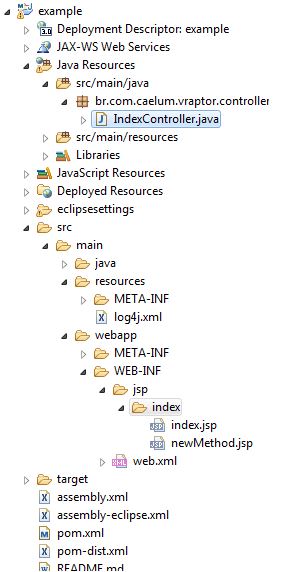 example
Deployment Descriptor: example
JAX-WS Web Services
Java Resources
src/main/java
br.com.caelum.vraptor.controller
IndexController.java
src/main/resources
Libraries
JavaScript Resources
Deployed Resources
eclipsesettings
src
main
java
resources
META-INF
log4j.xml
webapp
META-INF
WEB-INF
jsp
index
index.jsp
newMethod.jsp
web.xml
target
assembly.xml
assembly-eclipse.xml
pom.xml
pom-dist.xml
README.md